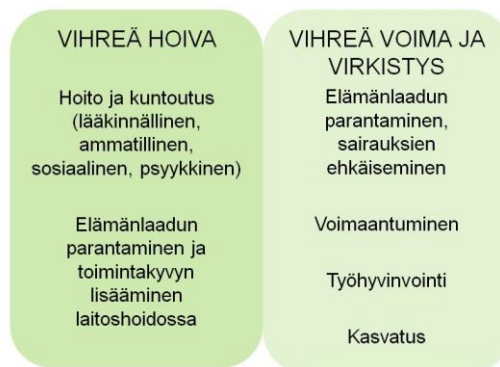 VIHREÄ HOIVA
Hoito ja kuntoutus
(lääkinnällinen,
ammatillinen,
sosiaalinen, psyykkinen)
Elämänlaadun
parantaminen ja
toimintakyvyn
lisääminen
laitoshoidossa
VIHREÄ VOIMA JA
VIRKISTYS
Elämänlaadun
parantaminen,
sairauksien
ehkäiseminen
Voimaantuminen
Työhyvinvointi
Kasvatus